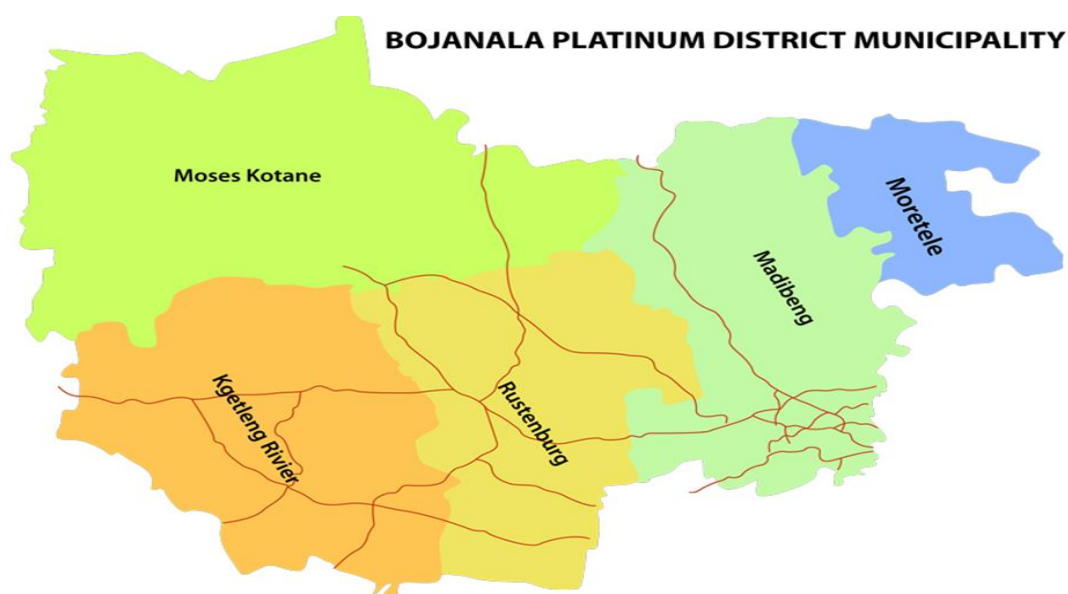 BOJANALA PLATINUM DISTRICT MUNICIPALITY
Moses Kotane
Moretele
Madibeng
Kgetleng Rivier
Rustenburg